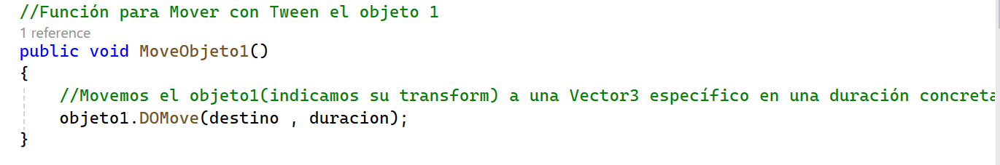 //Función para Mover con Tween el objeto 1
1 reference
public void MoveObjeto1()
{
//Movemos el objeto1(indicamos su transform) a una Vector3 específico en una duración concreta
objeto1.DOMove(destino , duracion);
}